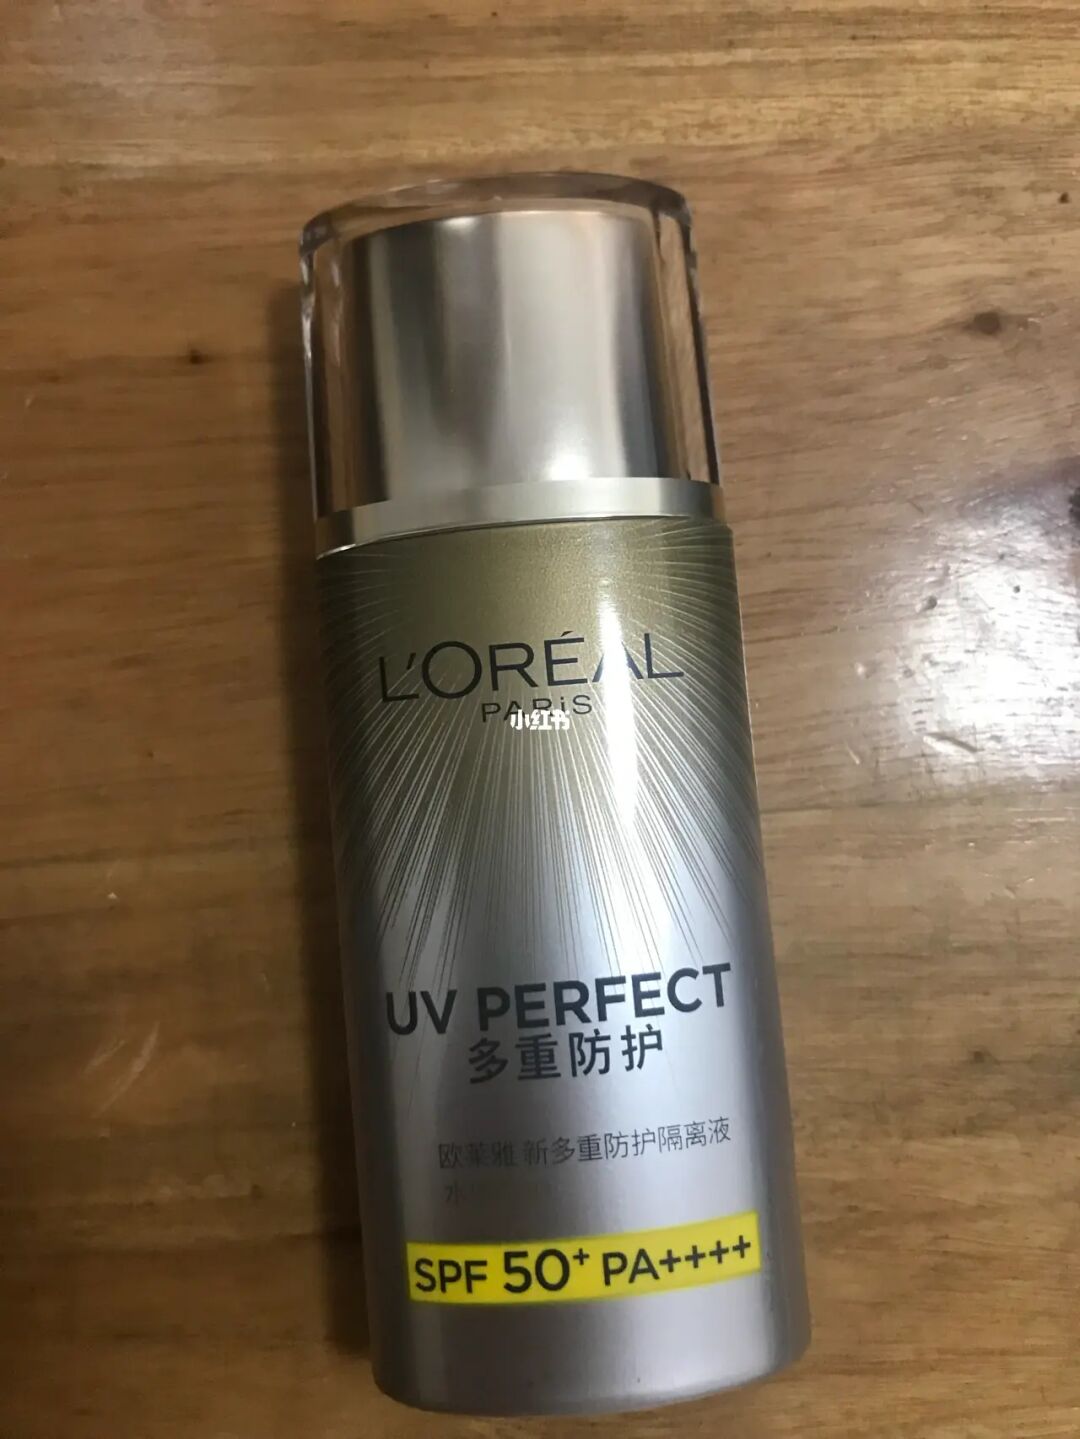 L'ORÉAL
PARiS
小红书
UV PERFECT
多重防护
欧莱雅 新多重防护隔离液
水
SPF 50+ PA++++